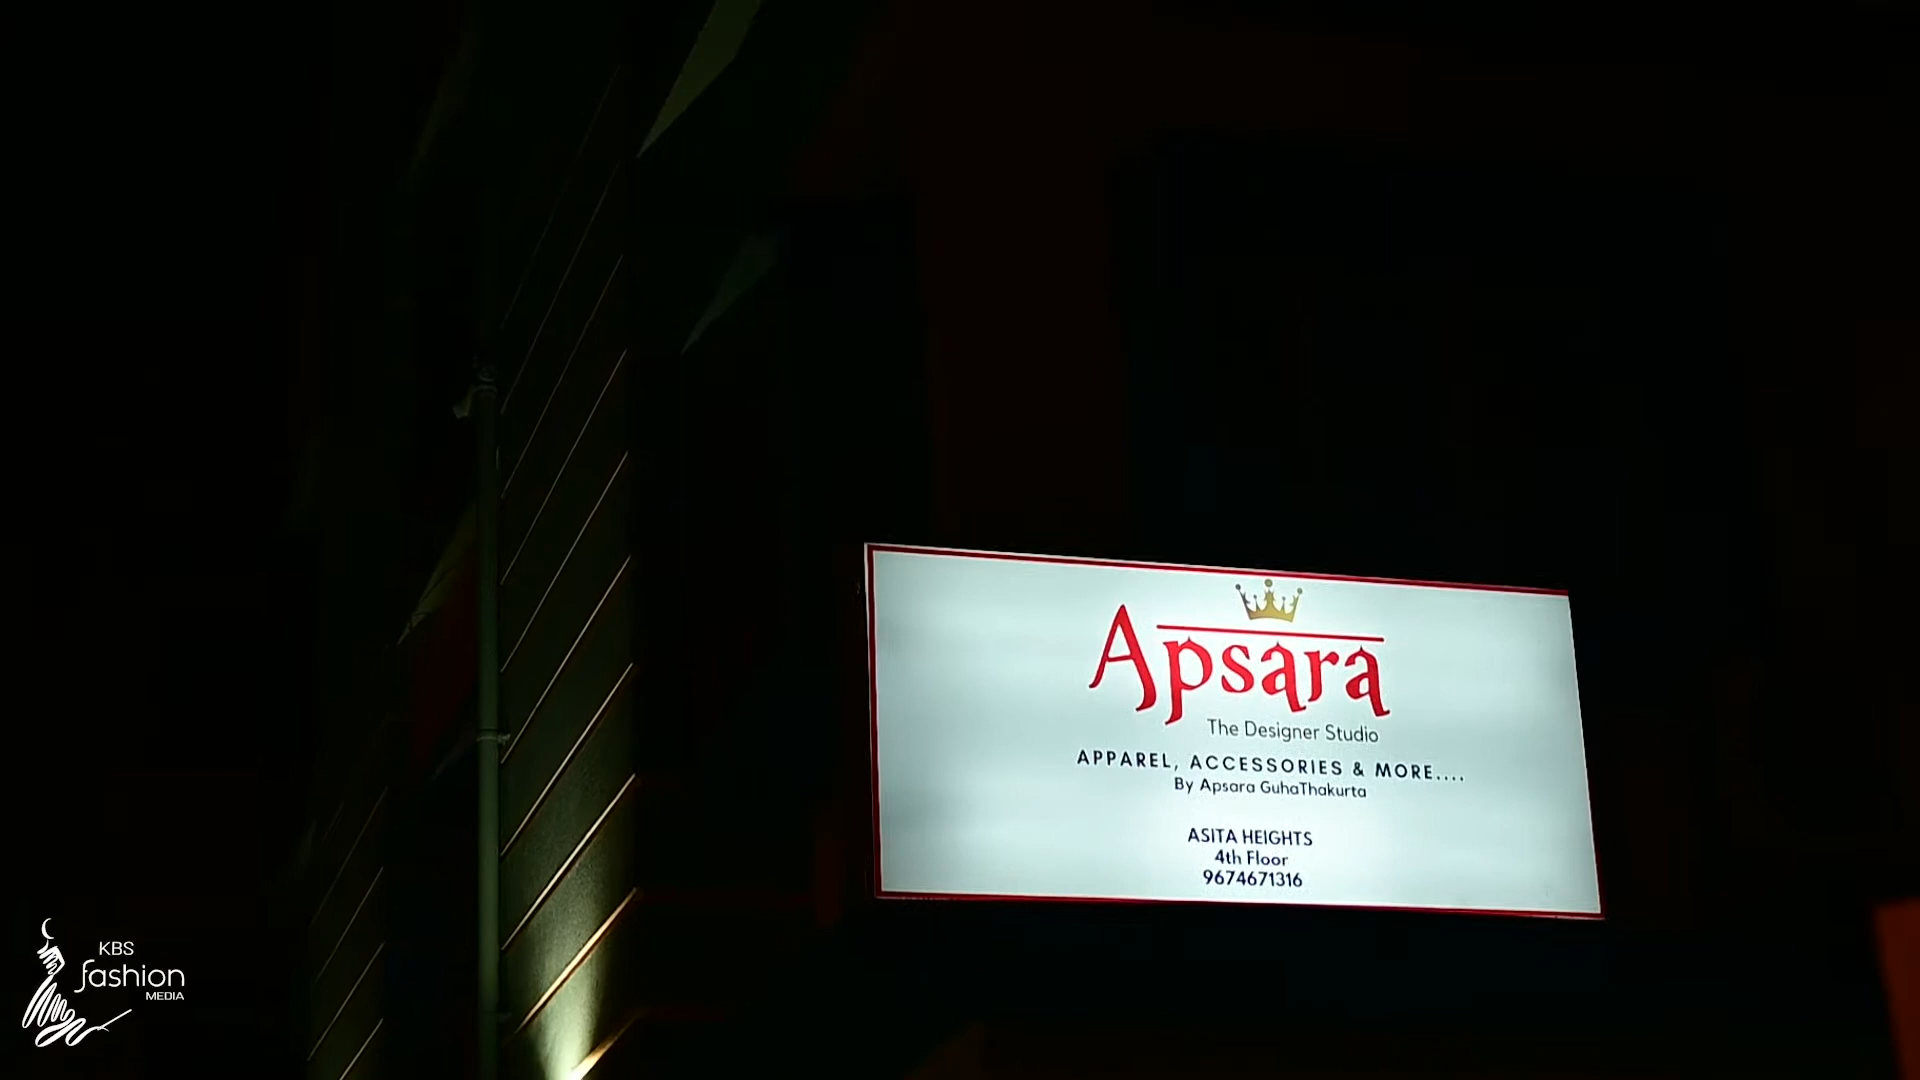 Apsara
The Designer Studio
APPAREL, ACCESSORIES & MORE....
By Apsara GuhaThakurta
ASITA HEIGHTS
4th Floor
9674671316
KBS
fashion
MEDIA